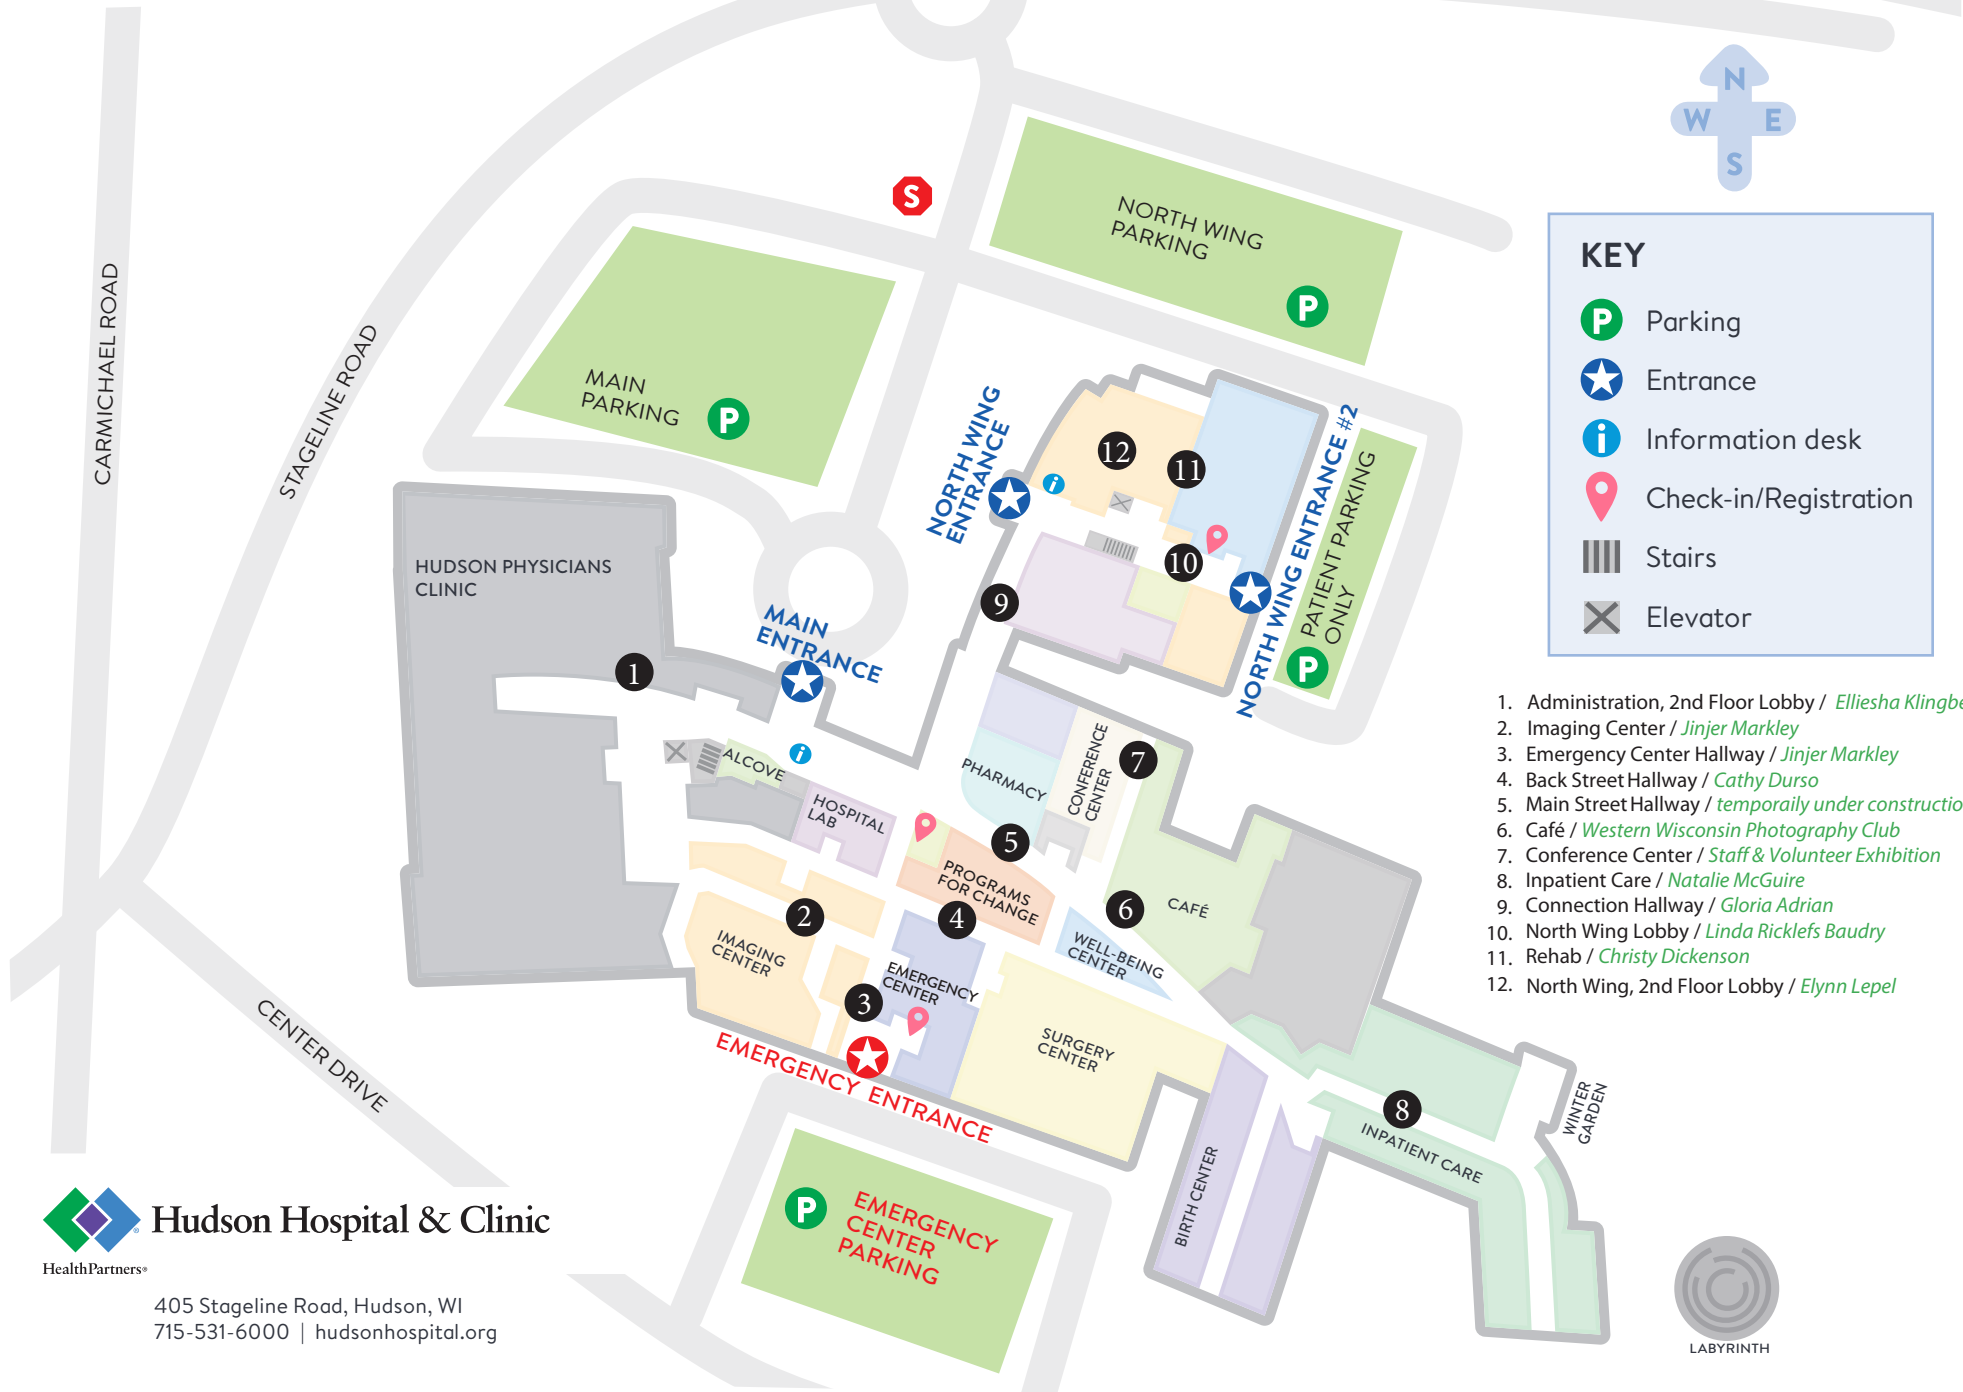 N
W E
S
S
NORTH WING
PARKING
P
KEY
P Parking
Entrance
i Information desk
Check-in/Registration
Stairs
Elevator
CARMICHAEL ROAD
STAGELINE ROAD
MAIN
PARKING
P
NORTH WING
ENTRANCE
12
11
i
10
9
NORTH WING ENTRANCE #2
PATIENT PARKING
ONLY
P
HUDSON PHYSICIANS
CLINIC
MAIN
ENTRANCE
1
i
ALCOVE
HOSPITAL
LAB
PHARMACY
CONFERENCE
CENTER
7
5
PROGRAMS
FOR CHANGE
4
2
IMAGING
CENTER
6
CAFÉ
WELL-BEING
CENTER
EMERGENCY
CENTER
3
SURGERY
CENTER
EMERGENCY ENTRANCE
CENTER DRIVE
8
INPATIENT CARE
WINTER
GARDEN
BIRTH CENTER
P
EMERGENCY
CENTER
PARKING
1. Administration, 2nd Floor Lobby / Elliesha Klingbe
2. Imaging Center / Jinjer Markley
3. Emergency Center Hallway / Jinjer Markley
4. Back Street Hallway / Cathy Durso
5. Main Street Hallway / temporaily under constructio
6. Café / Western Wisconsin Photography Club
7. Conference Center / Staff & Volunteer Exhibition
8. Inpatient Care / Natalie McGuire
9. Connection Hallway / Gloria Adrian
10. North Wing Lobby / Linda Ricklefs Baudry
11. Rehab / Christy Dickenson
12. North Wing, 2nd Floor Lobby / Elynn Lepel
Hudson Hospital & Clinic
HealthPartners®
405 Stageline Road, Hudson, WI
715-531-6000 | hudsonhospital.org
LABYRINTH